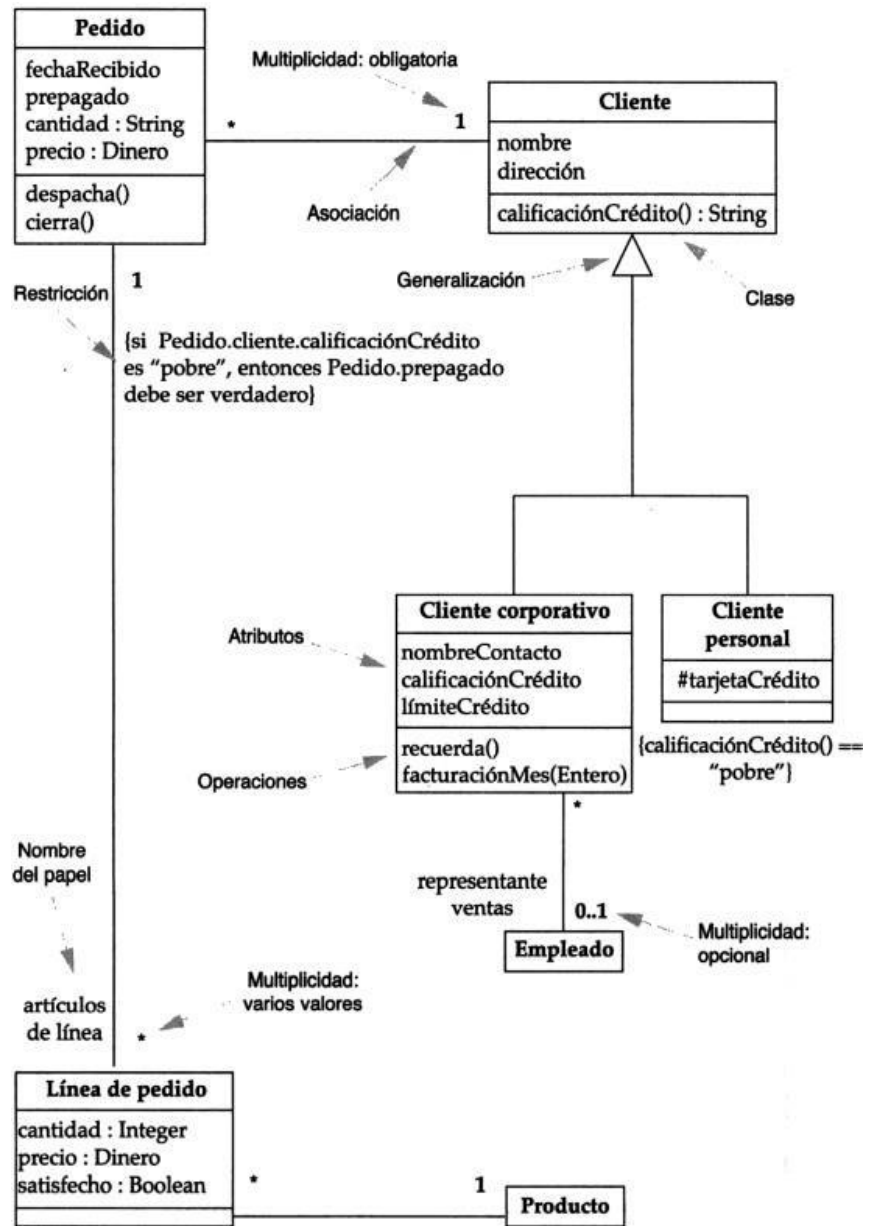 Pedido
fechaRecibido
prepagado
cantidad : String
precio : Dinero
despacha()
cierra()
Multiplicidad: obligatoria
*
1
Asociación
Cliente
nombre
dirección
calificaciónCrédito() : String
Generalización
Clase
Restricción
1
{si Pedido.cliente.calificaciónCrédito
es “pobre”, entonces Pedido.prepagado
debe ser verdadero}
Atributos
Cliente corporativo
nombreContacto
calificaciónCrédito
límiteCrédito
recuerda()
facturaciónMes(Entero)
Operaciones
Cliente
personal
#tarjetaCrédito
{calificaciónCrédito() ==
“pobre”}
*
representante
ventas
0..1
Multiplicidad:
opcional
Empleado
Nombre
del papel
artículos
de línea
*
Multiplicidad:
varios valores
Línea de pedido
cantidad : Integer
precio : Dinero
satisfecho : Boolean
*
1
Producto